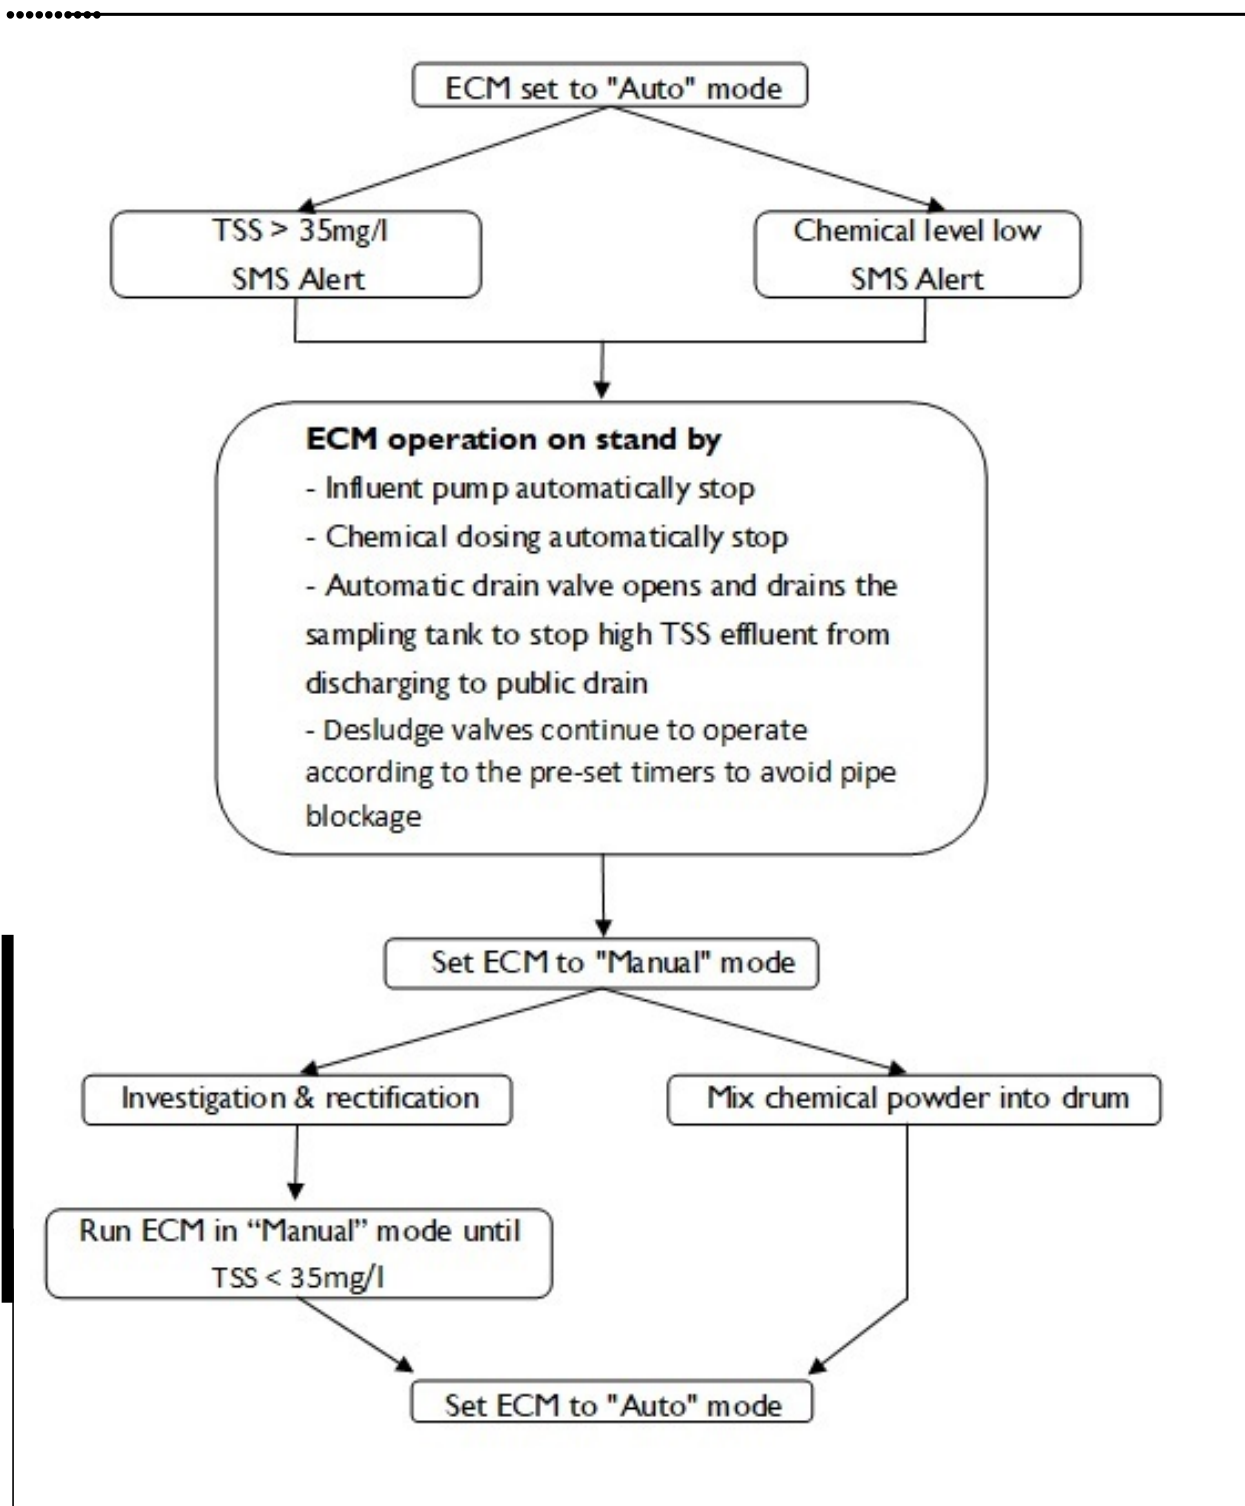 ECM set to "Auto" mode
TSS > 35mg/l
SMS Alert
Chemical level low
SMS Alert
ECM operation on stand by
- Influent pump automatically stop
- Chemical dosing automatically stop
- Automatic drain valve opens and drains the
sampling tank to stop high TSS effluent from
discharging to public drain
- Desludge valves continue to operate
according to the pre-set timers to avoid pipe
blockage
Set ECM to "Manual" mode
Investigation & rectification
Mix chemical powder into drum
Run ECM in “Manual” mode until
TSS < 35mg/l
Set ECM to "Auto" mode